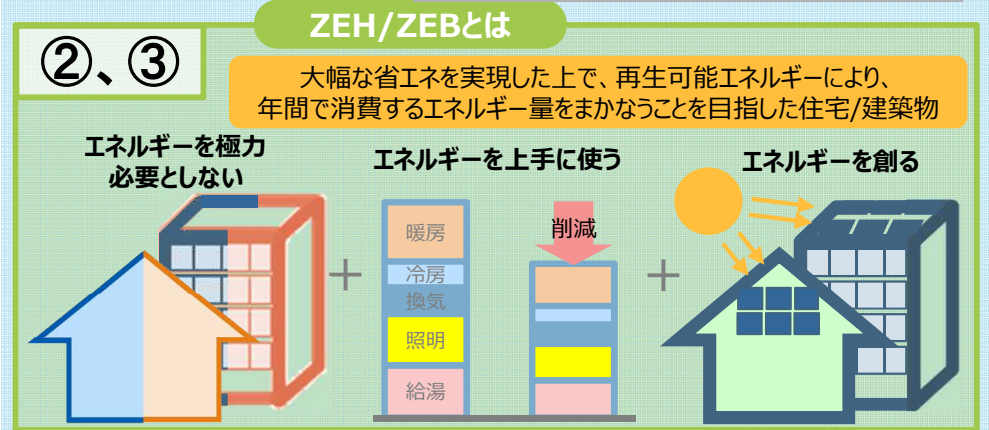 ZEH/ZEBとは
②、③
大幅な省エネを実現した上で、再生可能エネルギーにより、
年間で消費するエネルギー量をまかなうことを目指した住宅/建築物
エネルギーを極力
必要としない
エネルギーを上手に使う
エネルギーを創る
暖房
冷房
換気
照明
給湯
削減
+
+